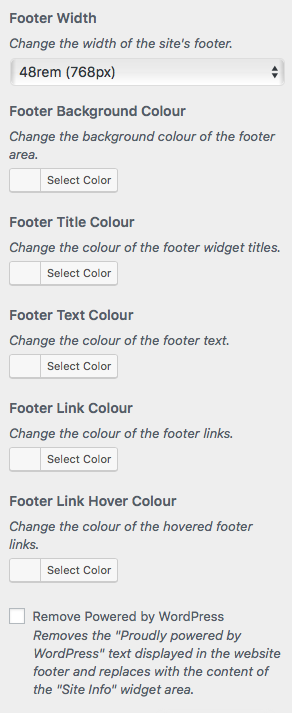 Footer Width
Change the width of the site's footer.
48rem (768px)
Footer Background Colour
Change the background colour of the footer
area.
Select Color
Footer Title Colour
Change the colour of the footer widget titles.
Select Color
Footer Text Colour
Change the colour of the footer text.
Select Color
Footer Link Colour
Change the colour of the footer links.
Select Color
Footer Link Hover Colour
Change the colour of the hovered footer
links.
Select Color
Remove Powered by WordPress
Removes the "Proudly powered by
WordPress" text displayed in the website
footer and replaces with the content of
the "Site Info" widget area.